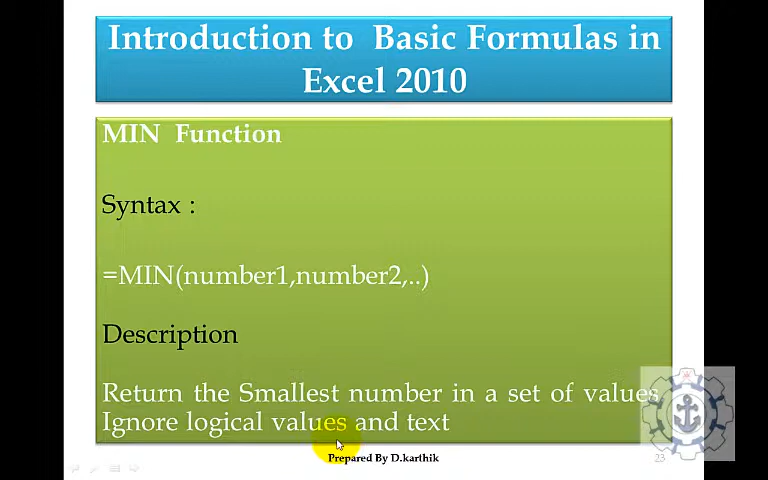 Introduction to Basic Formulas in
Excel 2010
MIN Function
Syntax :
=MIN(number1,number2,..)
Description
Return the Smallest number in a set of values
Ignore logical values and text
Prepared By D.karthik
23